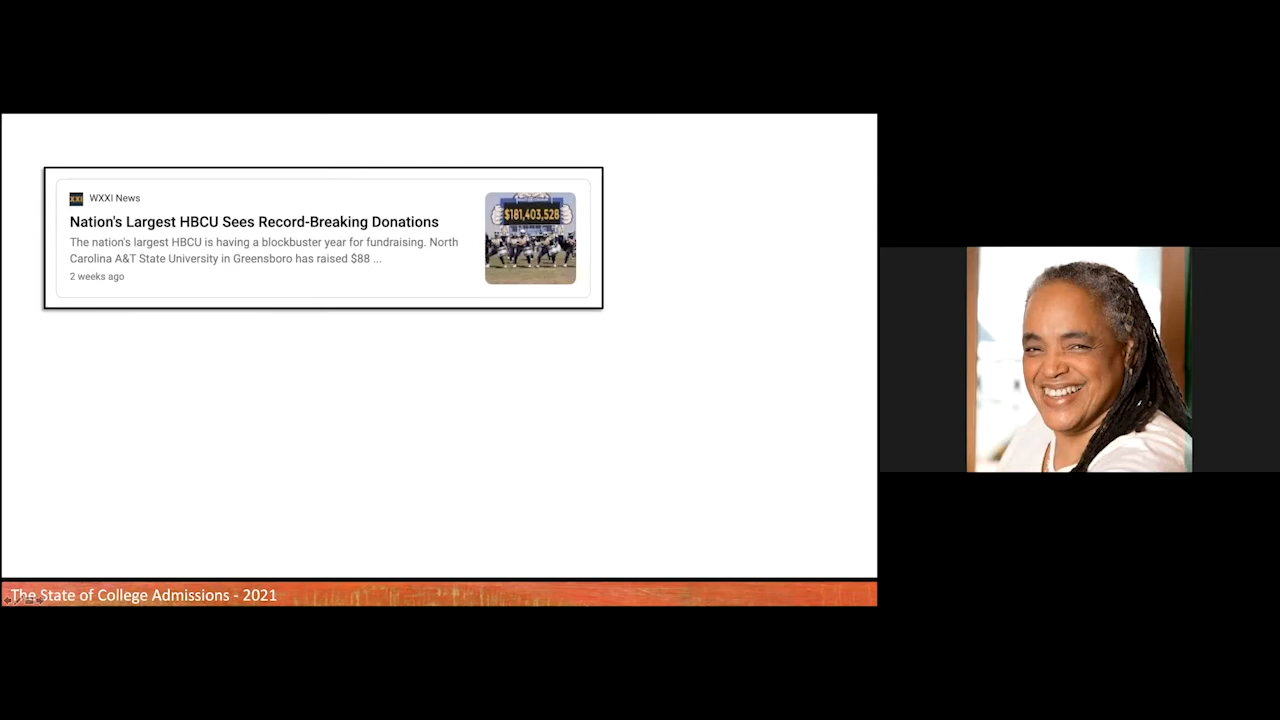 XXI WXXI News
Nation's Largest HBCU Sees Record-Breaking Donations
The nation's largest HBCU is having a blockbuster year for fundraising. North
Carolina A&T State University in Greensboro has raised $88 ...
2 weeks ago
$181,403,528
The State of College Admissions - 2021